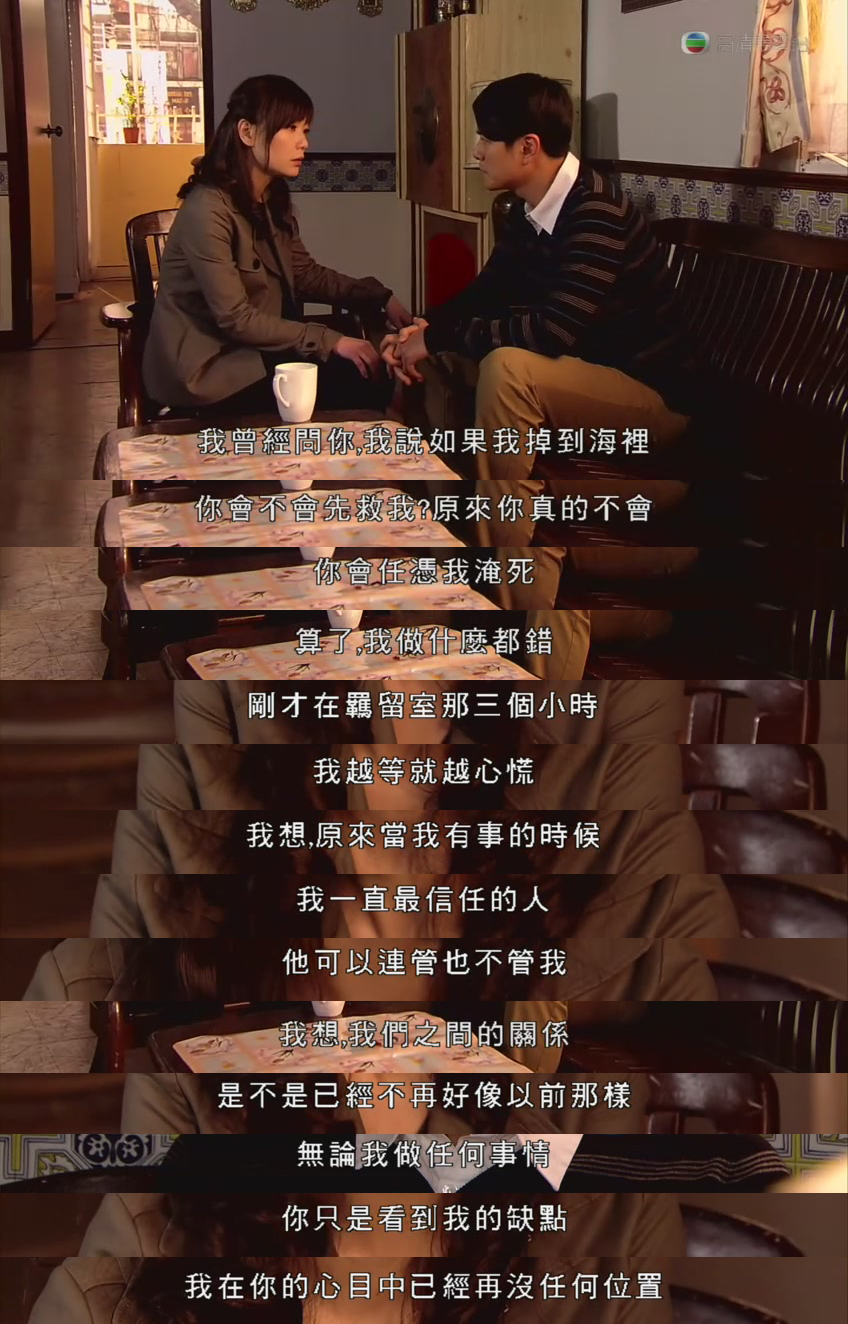 高清
我曾經問你,我說如果我掉到海裡
你會不會先救我?原來你真的不會
你會任憑我淹死
算了,我做什麼都錯
剛才在羈留室那三個小時
我越等就越心慌
我想,原來當我有事的時候
我一直最信任的人
他可以連管也不管我
我想,我們之間的關係
是不是已經不再好像以前那樣
無論我做任何事情
你只是看到我的缺點
我在你的心目中已經再沒任何位置